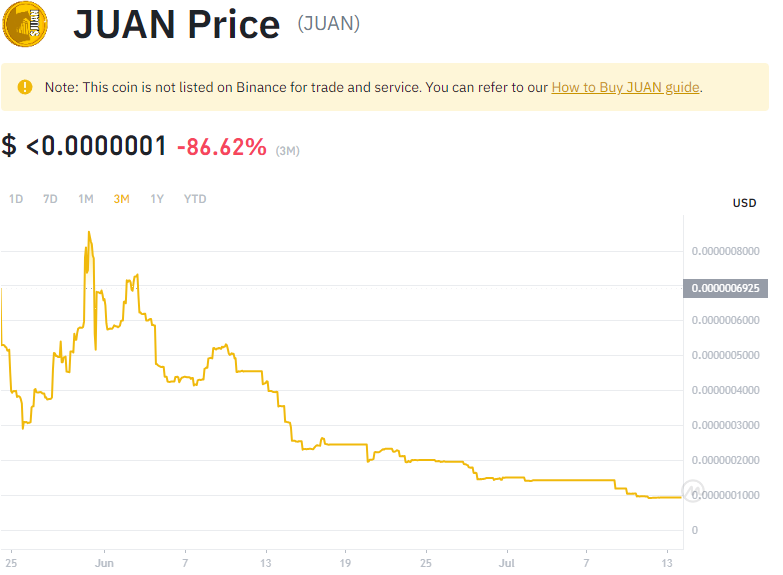 $JUAN
JUAN Price (JUAN)
Note: This coin is not listed on Binance for trade and service. You can refer to our How to Buy JUAN guide.
$ <0.0000001 -86.62% (3M)
1D 7D 1M 3M 1Y YTD
USD
0.0000008000
0.0000006925
0.0000006000
0.0000005000
0.0000004000
0.0000003000
0.0000002000
0.0000001000
0
25 Jun 7 13 19 25 Jul 7 13